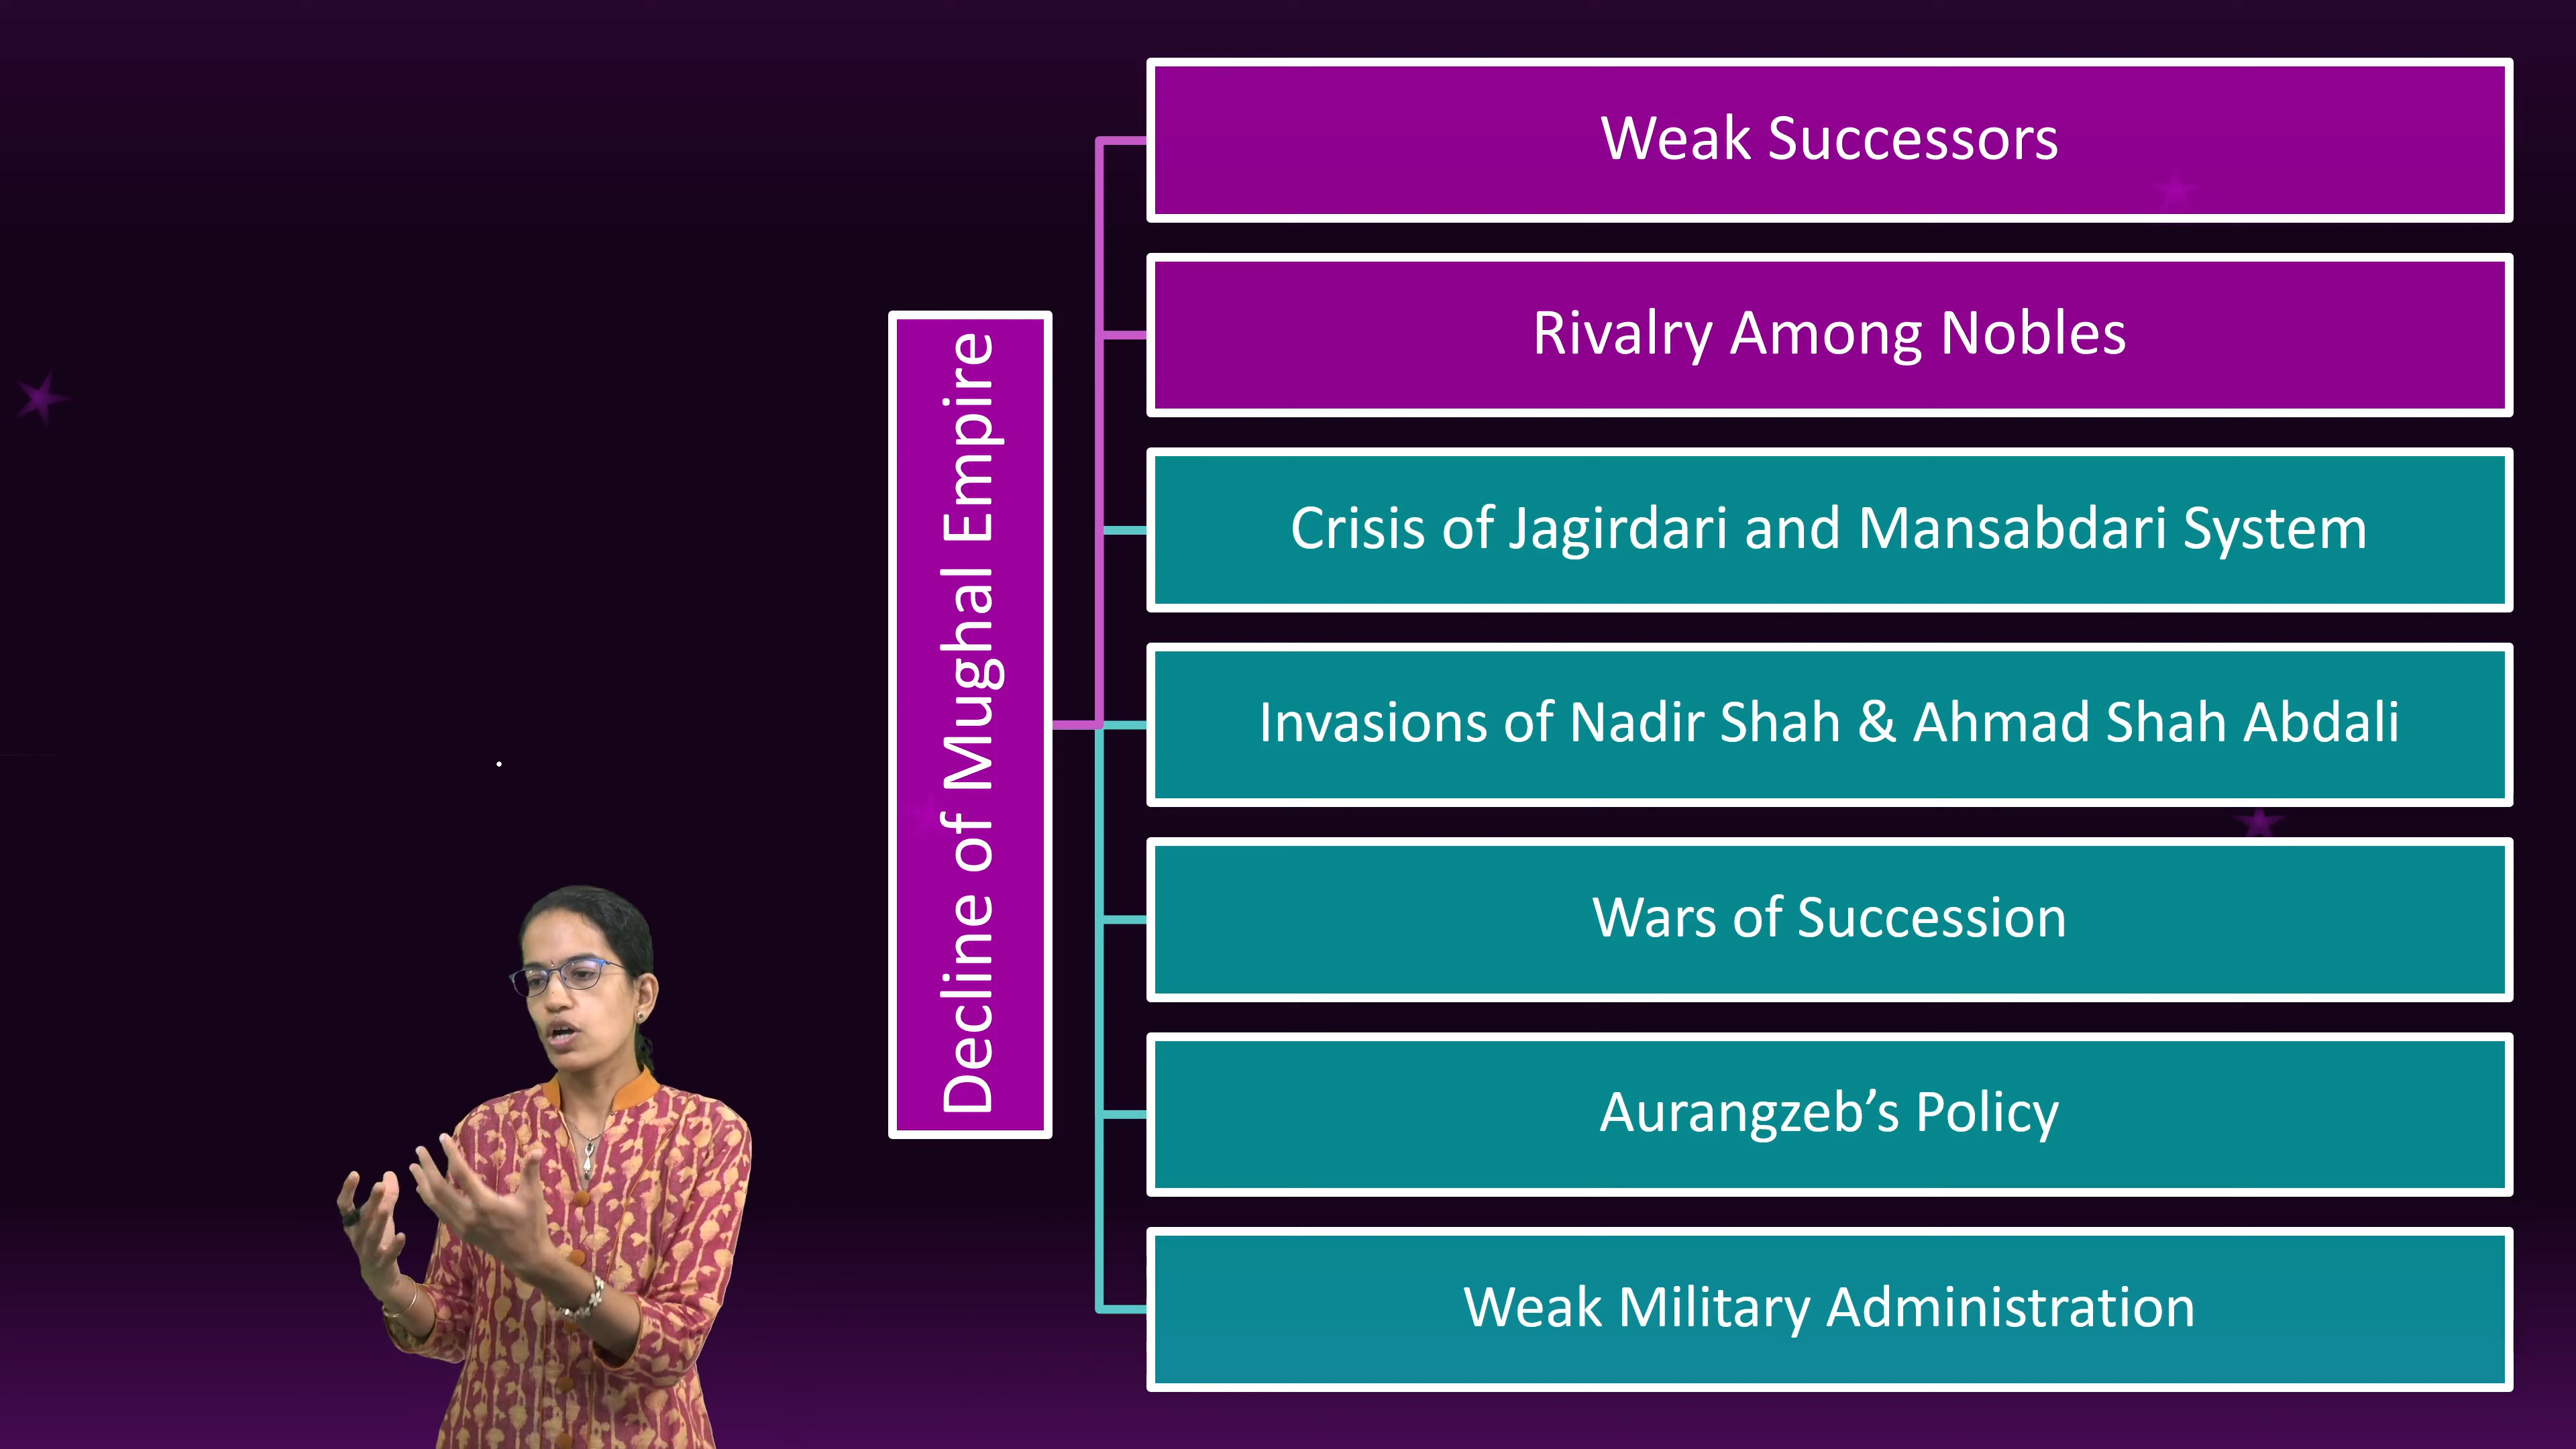 Decline of Mughal Empire
Weak Successors
Rivalry Among Nobles
Crisis of Jagirdari and Mansabdari System
Invasions of Nadir Shah & Ahmad Shah Abdali
Wars of Succession
Aurangzeb’s Policy
Weak Military Administration